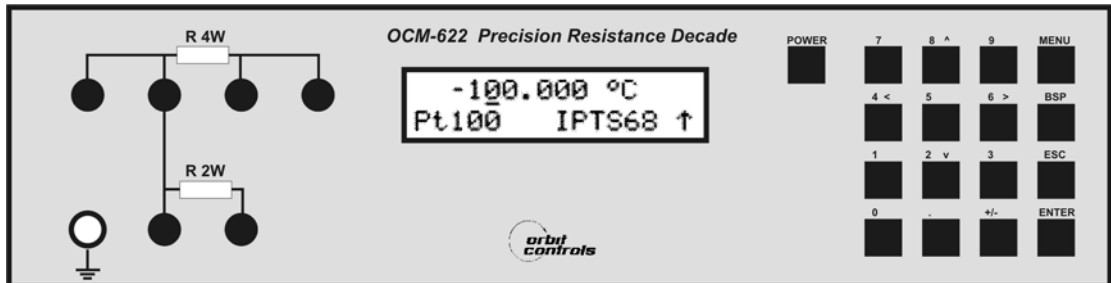 R 4W
OCM-622 Precision Resistance Decade
-100.000 ºC
Pt100 IPTS68 ↑
R 2W
orbit
controls
POWER
7 8 ^ 9 MENU
4 < 5 6 > BSP
1 2 v 3 ESC
0 . +/- ENTER